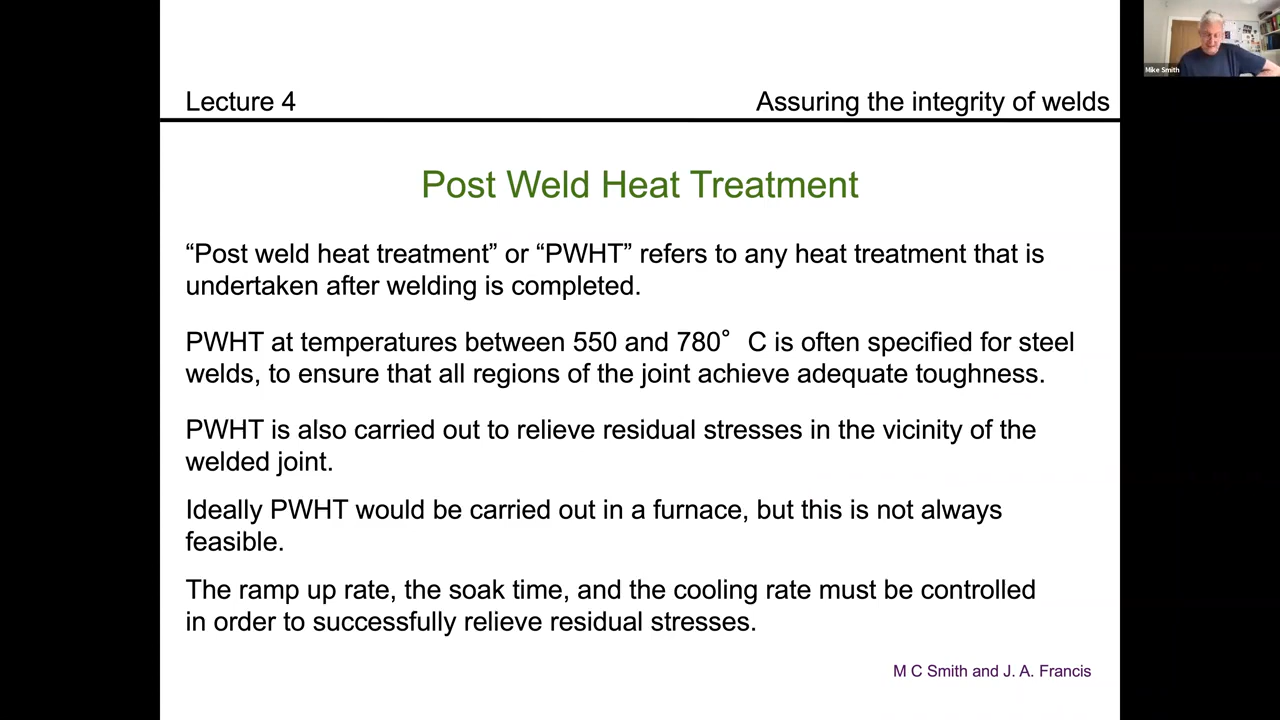 Lecture 4
Assuring the integrity of welds
Mike Smith
Post Weld Heat Treatment
“Post weld heat treatment” or “PWHT” refers to any heat treatment that is
undertaken after welding is completed.
PWHT at temperatures between 550 and 780° C is often specified for steel
welds, to ensure that all regions of the joint achieve adequate toughness.
PWHT is also carried out to relieve residual stresses in the vicinity of the
welded joint.
Ideally PWHT would be carried out in a furnace, but this is not always
feasible.
The ramp up rate, the soak time, and the cooling rate must be controlled
in order to successfully relieve residual stresses.
M C Smith and J. A. Francis